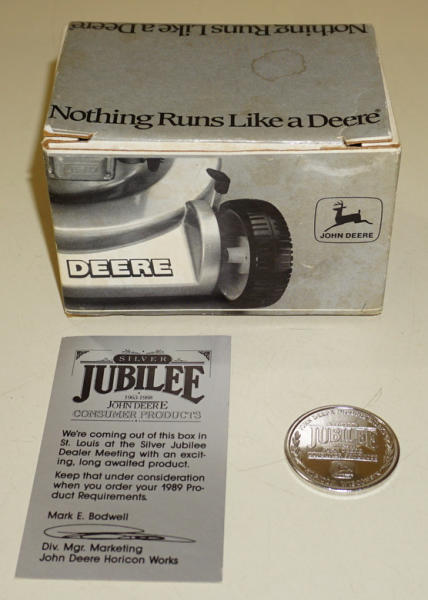 Nothing Runs Like a Deere®
Nothing Runs Like a Deere®
DEERE
JOHN DEERE
SILVER
JUBILEE
1963-1988
JOHN DEERE
CONSUMER PRODUCTS
We're coming out of this box in
St. Louis at the Silver Jubilee
Dealer Meeting with an excit-
ing, long awaited product.
Keep that under consideration
when you order your 1989 Pro-
duct Requirements.
Mark E. Bodwell
Div. Mgr. Marketing
John Deere Horicon Works
JUBILEE